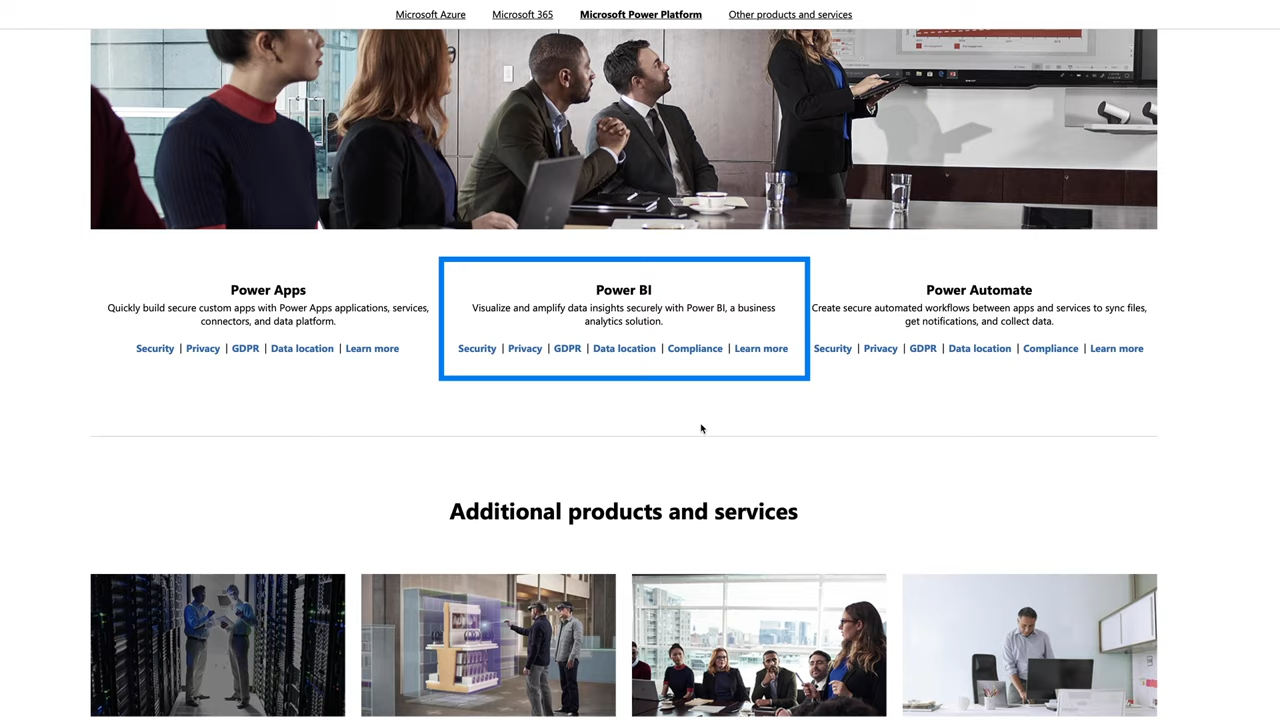 Microsoft Azure Microsoft 365 Microsoft Power Platform Other products and services
Power Apps
Quickly build secure custom apps with Power Apps applications, services,
connectors, and data platform.
Security | Privacy | GDPR | Data location | Learn more
Power BI
Visualize and amplify data insights securely with Power BI, a business
analytics solution.
Security | Privacy | GDPR | Data location | Compliance | Learn more
Power Automate
Create secure automated workflows between apps and services to sync files,
get notifications, and collect data.
Security | Privacy | GDPR | Data location | Compliance | Learn more
Additional products and services